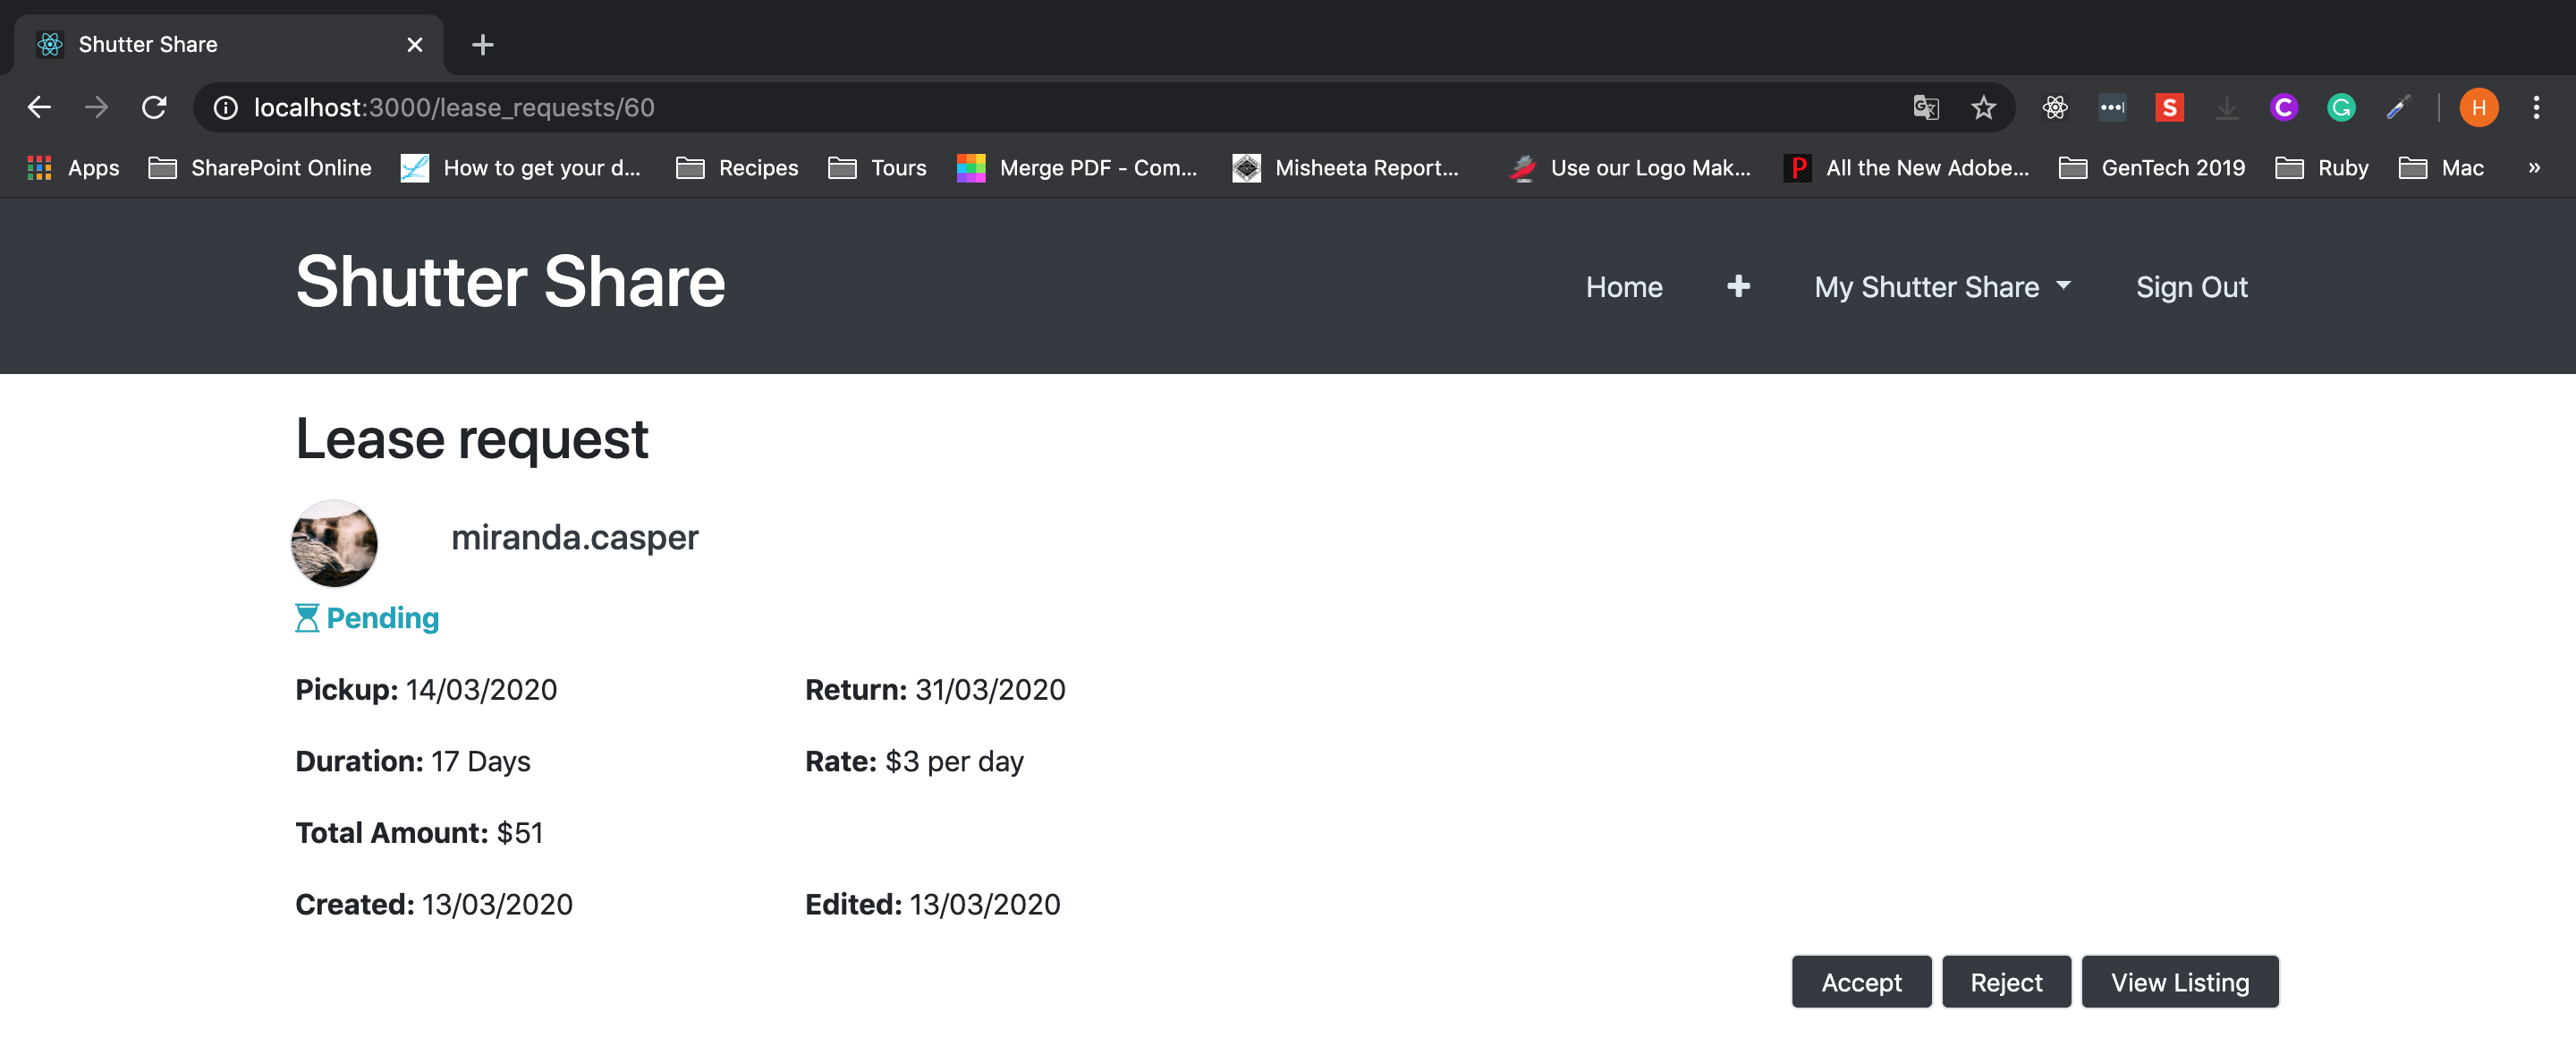 Shutter Share
localhost:3000/lease_requests/60
H
Apps SharePoint Online How to get your d... Recipes Tours Merge PDF - Com... Misheeta Report... Use our Logo Mak... All the New Adobe... GenTech 2019 Ruby Mac »
Shutter Share Home + My Shutter Share Sign Out
Lease request
miranda.casper
Pending
Pickup: 14/03/2020 Return: 31/03/2020
Duration: 17 Days Rate: $3 per day
Total Amount: $51
Created: 13/03/2020 Edited: 13/03/2020
Accept Reject View Listing